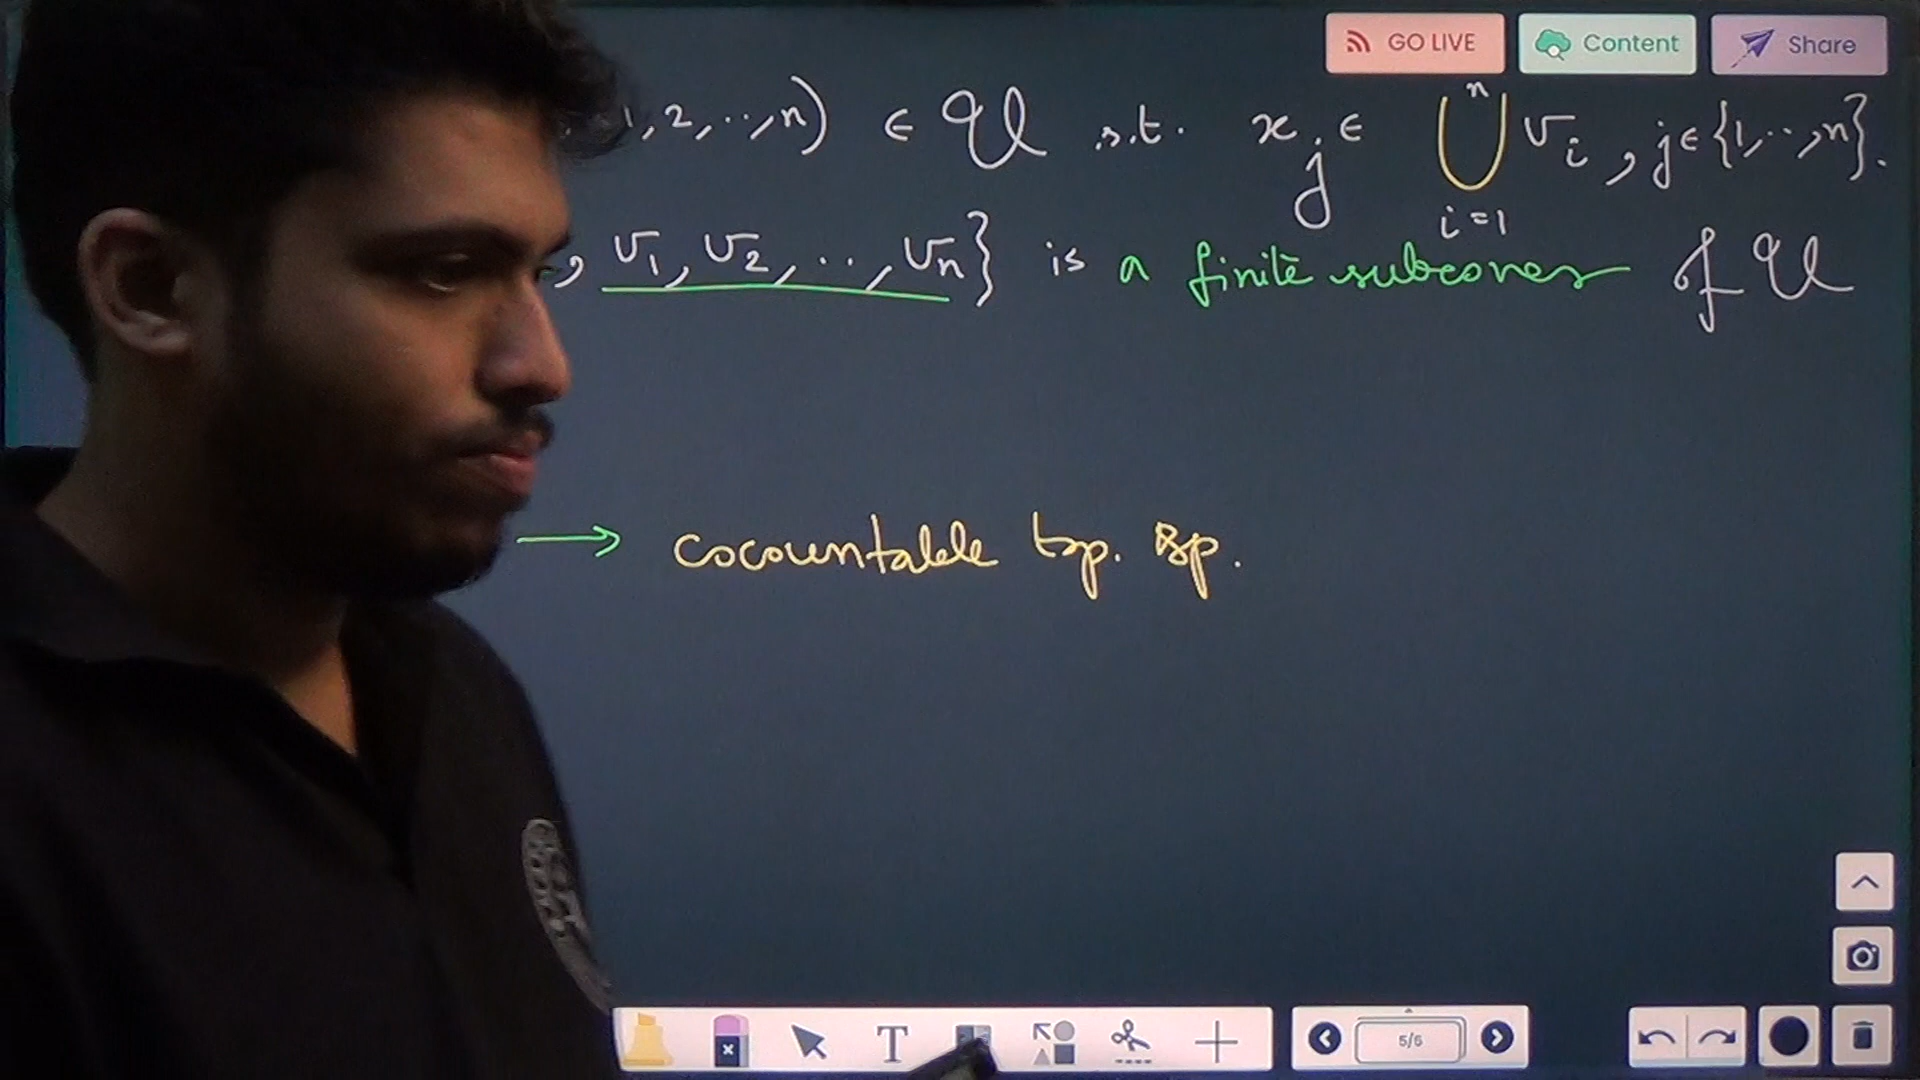 GO LIVE Content Share
1, 2, .., n) ∈ 𝒰 s.t. x_j ∈ ⋃_{i=1}^{n} V_i , j ∈ {1, .., n}.
, V_1, V_2, .., V_n} is a finite subcover of 𝒰
→ cocountable top. sp.
T
5/6